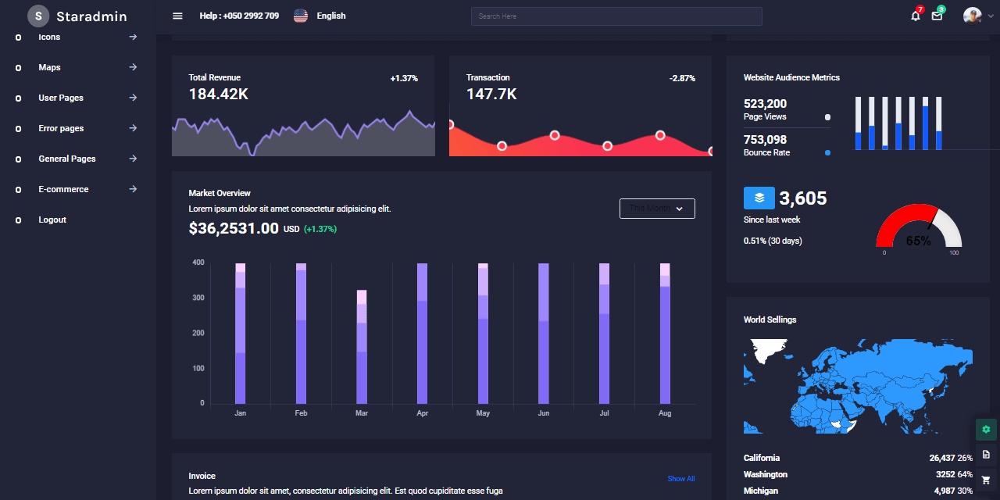 S Staradmin
Help : +050 2992 709
English
Search Here
7
3
Icons
Maps
User Pages
Error pages
General Pages
E-commerce
Logout
Total Revenue
+1.37%
184.42K
Transaction
-2.87%
147.7K
Website Audience Metrics
523,200
Page Views
753,098
Bounce Rate
3,605
Since last week
0.51% (30 days)
65%
0
100
Market Overview
Lorem ipsum dolor sit amet consectetur adipisicing elit.
$36,2531.00 USD (+1.37%)
This Month
400
300
200
100
0
Jan Feb Mar Apr May Jun Jul Aug
World Sellings
California 26,437 26%
Washington 3252 64%
Michigan 4,987 30%
Invoice
Show All
Lorem ipsum dolor sit amet, consectetur adipisicing elit. Est quod cupiditate esse fuga